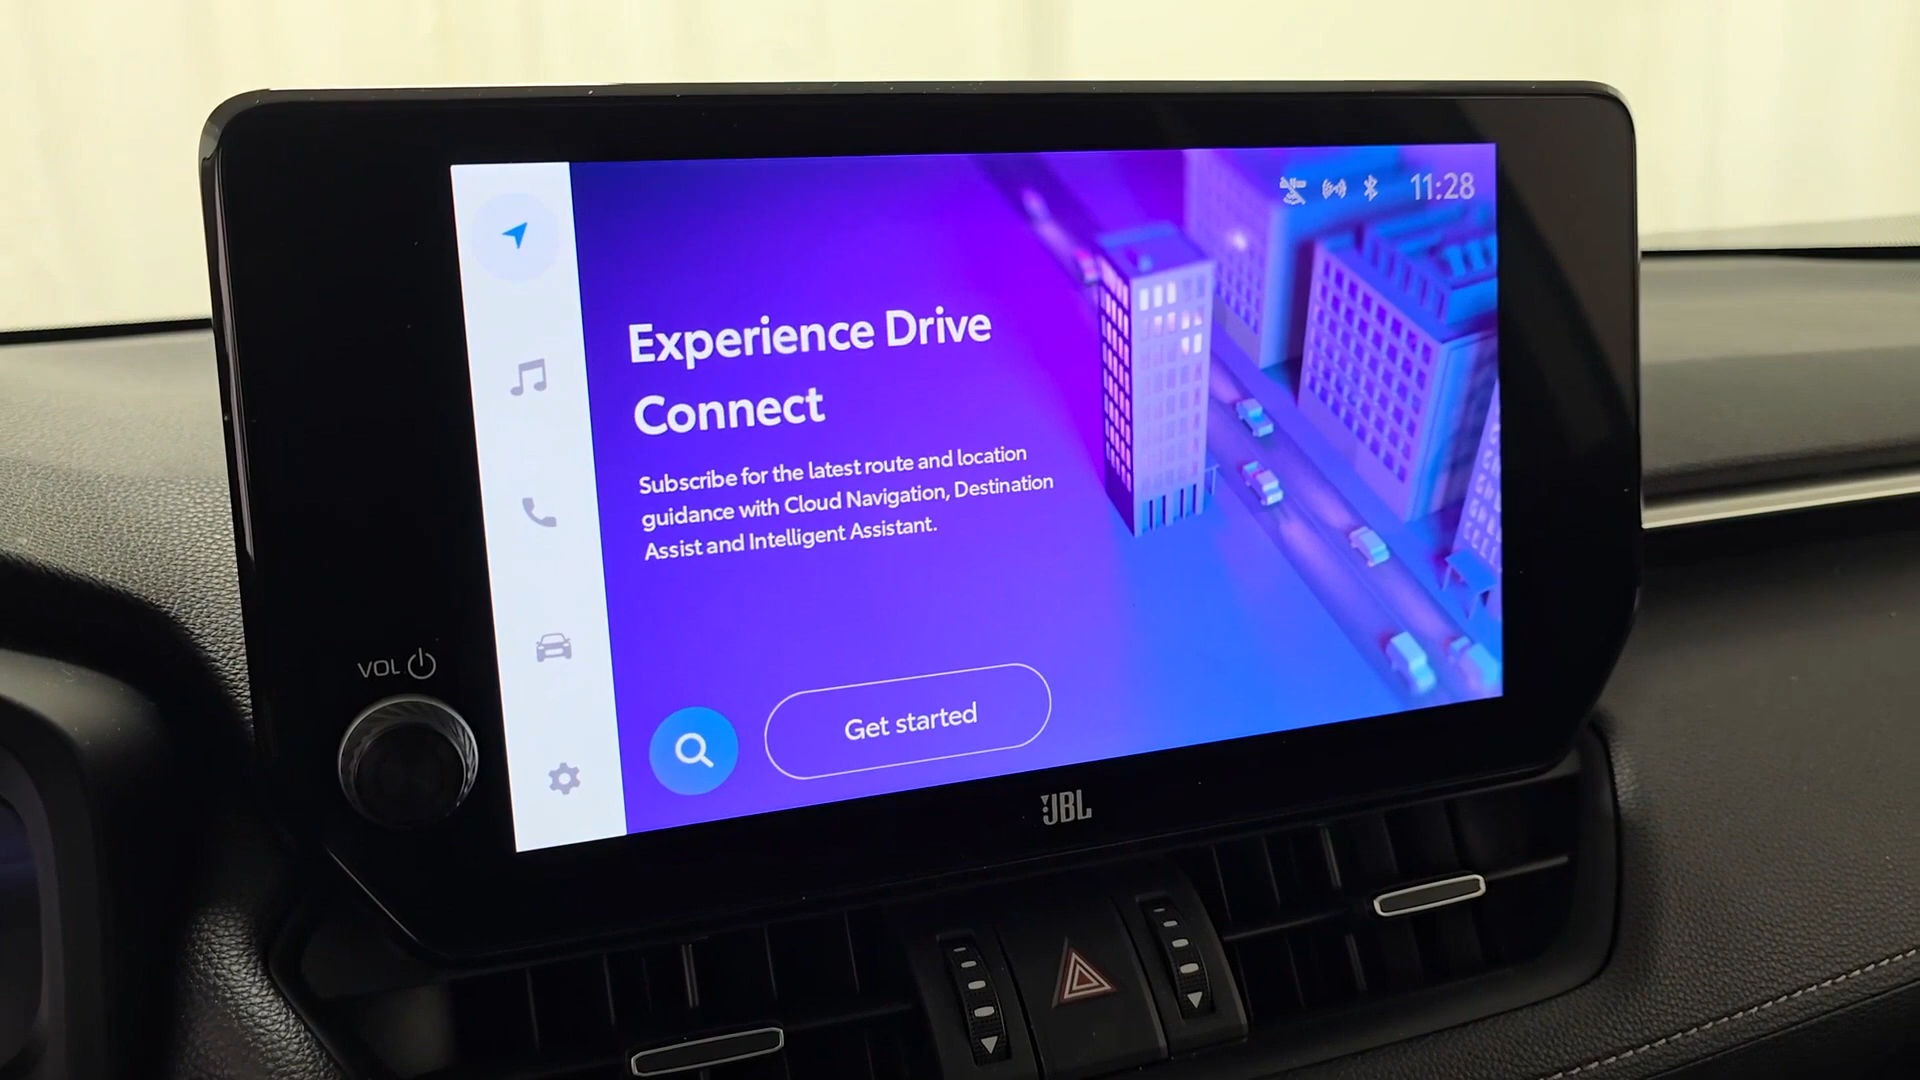 11:28
Experience Drive
Connect
Subscribe for the latest route and location
guidance with Cloud Navigation, Destination
Assist and Intelligent Assistant.
VOL
Get started
JBL